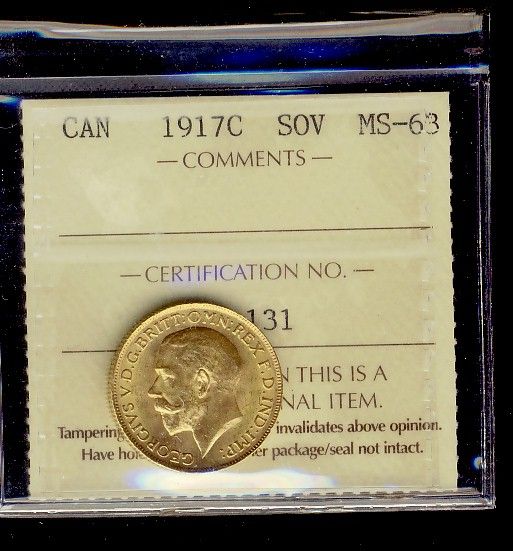 CAN 1917C SOV MS-63
— COMMENTS —
— CERTIFICATION NO. —
131
GEORGIVS V D.G.BRITT:OMN:REX F.D.IND:IMP:
THIS IS A
NAL ITEM.
Tampering invalidates above opinion.
Have package/seal not intact.